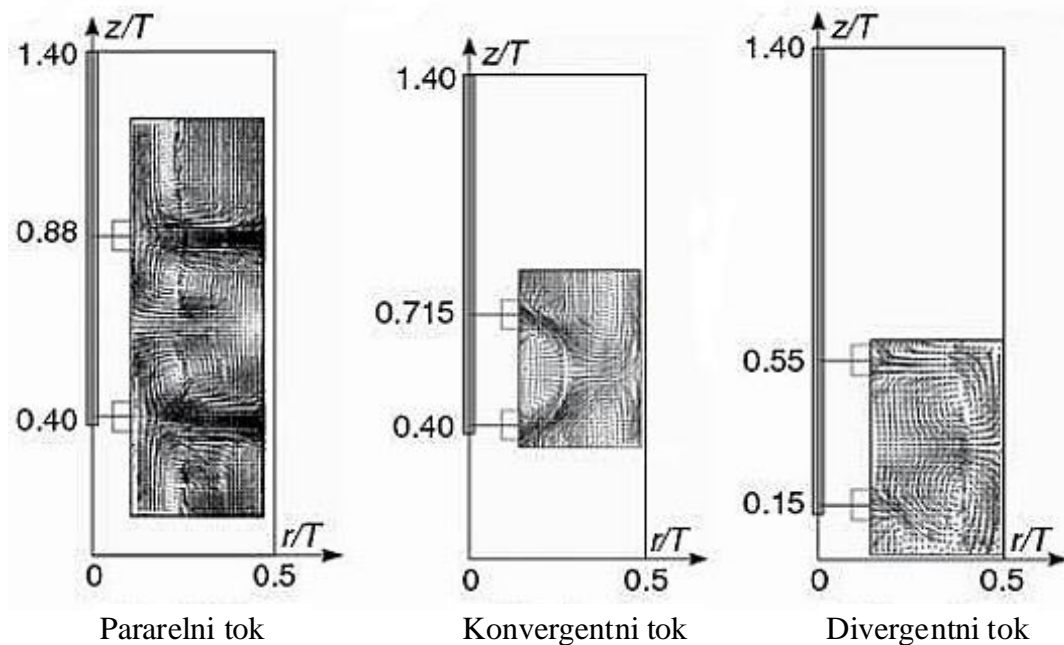 z/T
1.40
0.88
0.40
r/T
0
0.5
Pararelni tok
z/T
1.40
0.715
0.40
r/T
0
0.5
Konvergentni tok
z/T
1.40
0.55
0.15
r/T
0
0.5
Divergentni tok